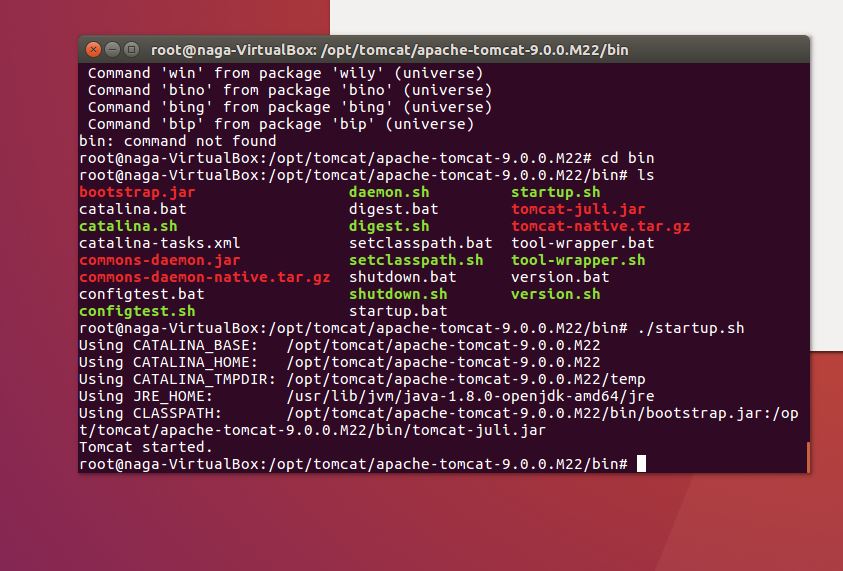 root@naga-VirtualBox: /opt/tomcat/apache-tomcat-9.0.0.M22/bin
Command 'win' from package 'wily' (universe)
Command 'bino' from package 'bino' (universe)
Command 'bing' from package 'bing' (universe)
Command 'bip' from package 'bip' (universe)
bin: command not found
root@naga-VirtualBox:/opt/tomcat/apache-tomcat-9.0.0.M22# cd bin
root@naga-VirtualBox:/opt/tomcat/apache-tomcat-9.0.0.M22/bin# ls
bootstrap.jar daemon.sh startup.sh
catalina.bat digest.bat tomcat-juli.jar
catalina.sh digest.sh tomcat-native.tar.gz
catalina-tasks.xml setclasspath.bat tool-wrapper.bat
commons-daemon.jar setclasspath.sh tool-wrapper.sh
commons-daemon-native.tar.gz shutdown.bat version.bat
configtest.bat shutdown.sh version.sh
configtest.sh startup.bat
root@naga-VirtualBox:/opt/tomcat/apache-tomcat-9.0.0.M22/bin# ./startup.sh
Using CATALINA_BASE: /opt/tomcat/apache-tomcat-9.0.0.M22
Using CATALINA_HOME: /opt/tomcat/apache-tomcat-9.0.0.M22
Using CATALINA_TMPDIR: /opt/tomcat/apache-tomcat-9.0.0.M22/temp
Using JRE_HOME: /usr/lib/jvm/java-1.8.0-openjdk-amd64/jre
Using CLASSPATH: /opt/tomcat/apache-tomcat-9.0.0.M22/bin/bootstrap.jar:/op
t/tomcat/apache-tomcat-9.0.0.M22/bin/tomcat-juli.jar
Tomcat started.
root@naga-VirtualBox:/opt/tomcat/apache-tomcat-9.0.0.M22/bin#